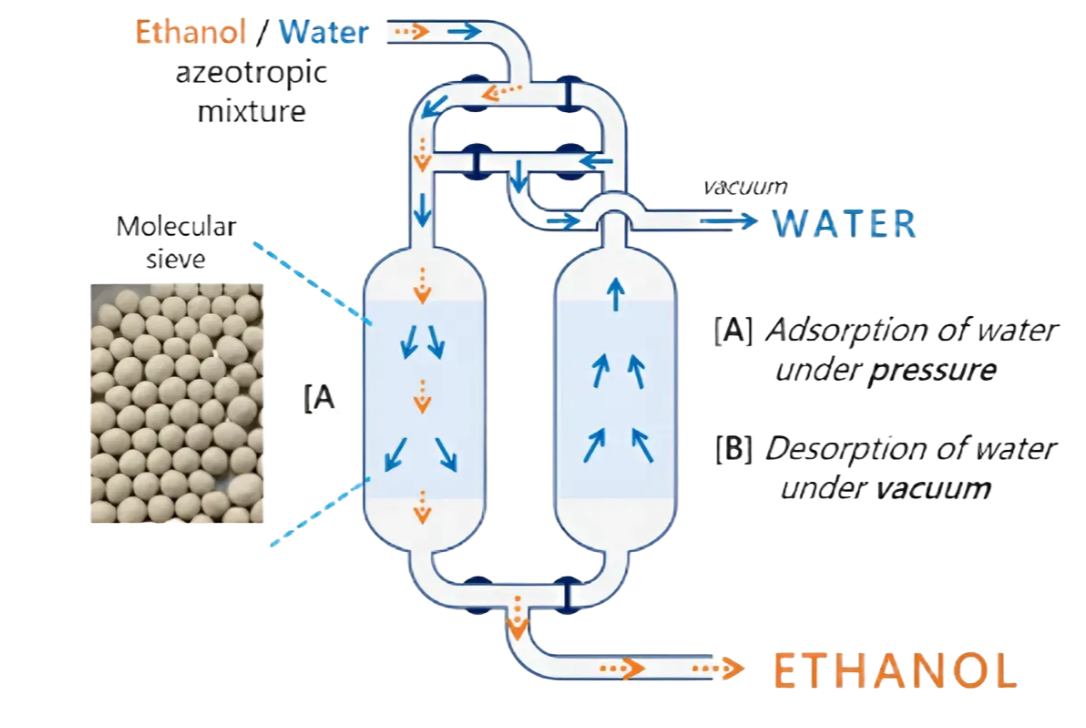 Ethanol / Water
azeotropic
mixture
vacuum
WATER
Molecular
sieve
[A
[A] Adsorption of water
under pressure
[B] Desorption of water
under vacuum
ETHANOL